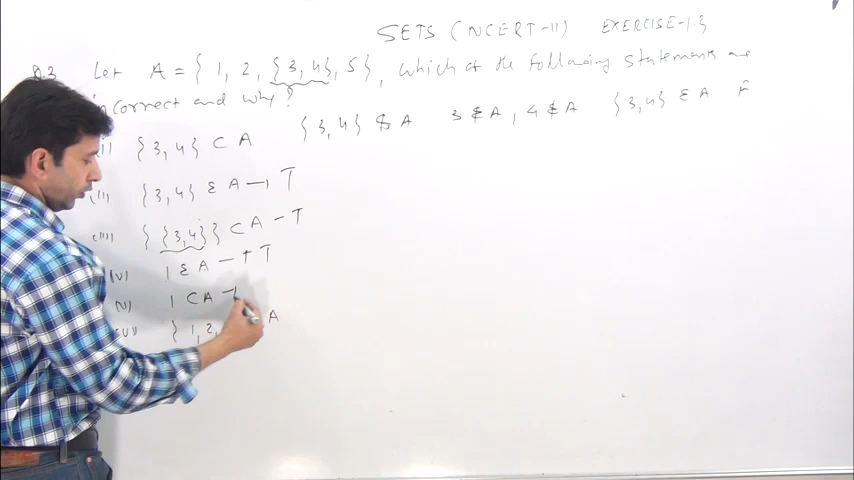 SETS (NCERT-11) EXERCISE-1.3
Q.3 Let A = { 1, 2, {3, 4}, 5 }, which of the following statements are
incorrect and why?
(i) {3, 4} ⊂ A {3, 4} ⊄ A 3 ∉ A, 4 ∉ A {3, 4} ∈ A F
(ii) {3, 4} ∈ A — T
(iii) { {3, 4} } ⊂ A — T
(iv) 1 ∈ A — T T
(v) 1 ⊂ A —
(vi) { 1, 2, A